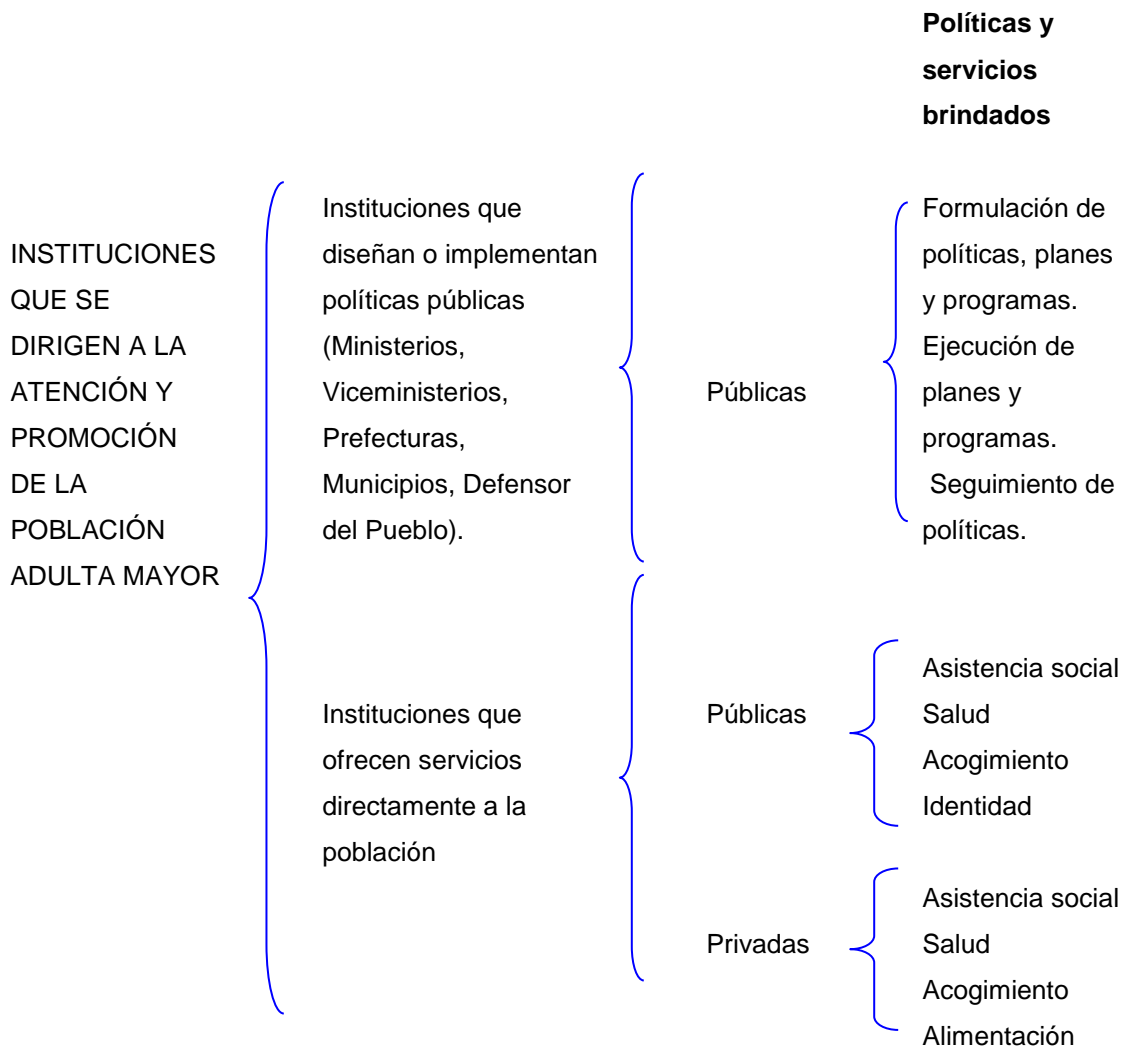 Políticas y
servicios
brindados
INSTITUCIONES
QUE SE
DIRIGEN A LA
ATENCIÓN Y
PROMOCIÓN
DE LA
POBLACIÓN
ADULTA MAYOR
Instituciones que
diseñan o implementan
políticas públicas
(Ministerios,
Viceministerios,
Prefecturas,
Municipios, Defensor
del Pueblo).
Públicas
Formulación de
políticas, planes
y programas.
Ejecución de
planes y
programas.
Seguimiento de
políticas.
Instituciones que
ofrecen servicios
directamente a la
población
Públicas
Asistencia social
Salud
Acogimiento
Identidad
Privadas
Asistencia social
Salud
Acogimiento
Alimentación